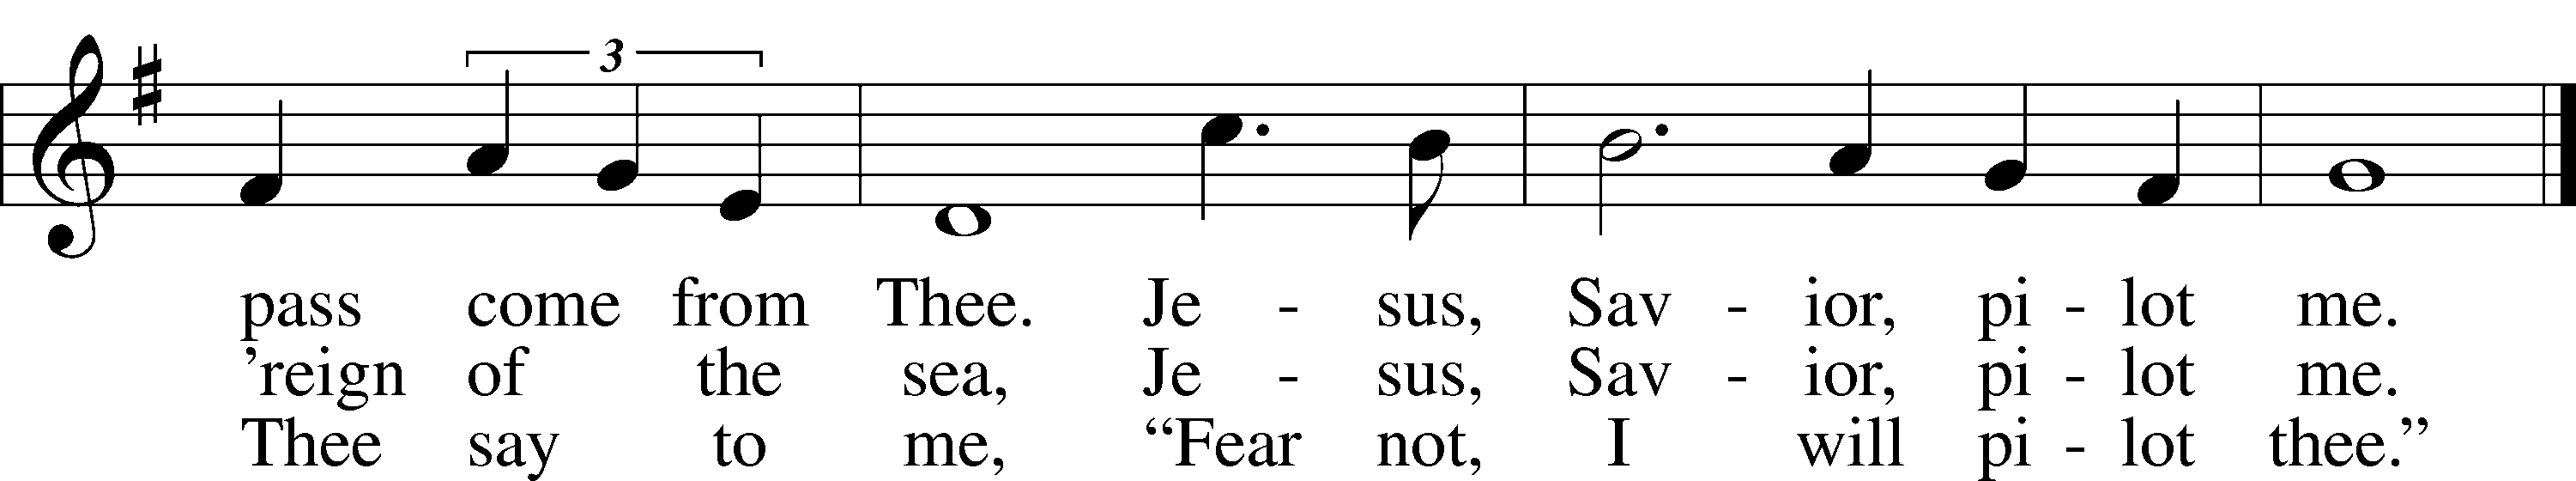 3
pass come from Thee. Je - sus, Sav - ior, pi - lot me.
’reign of the sea, Je - sus, Sav - ior, pi - lot me.
Thee say to me, “Fear not, I will pi - lot thee.”